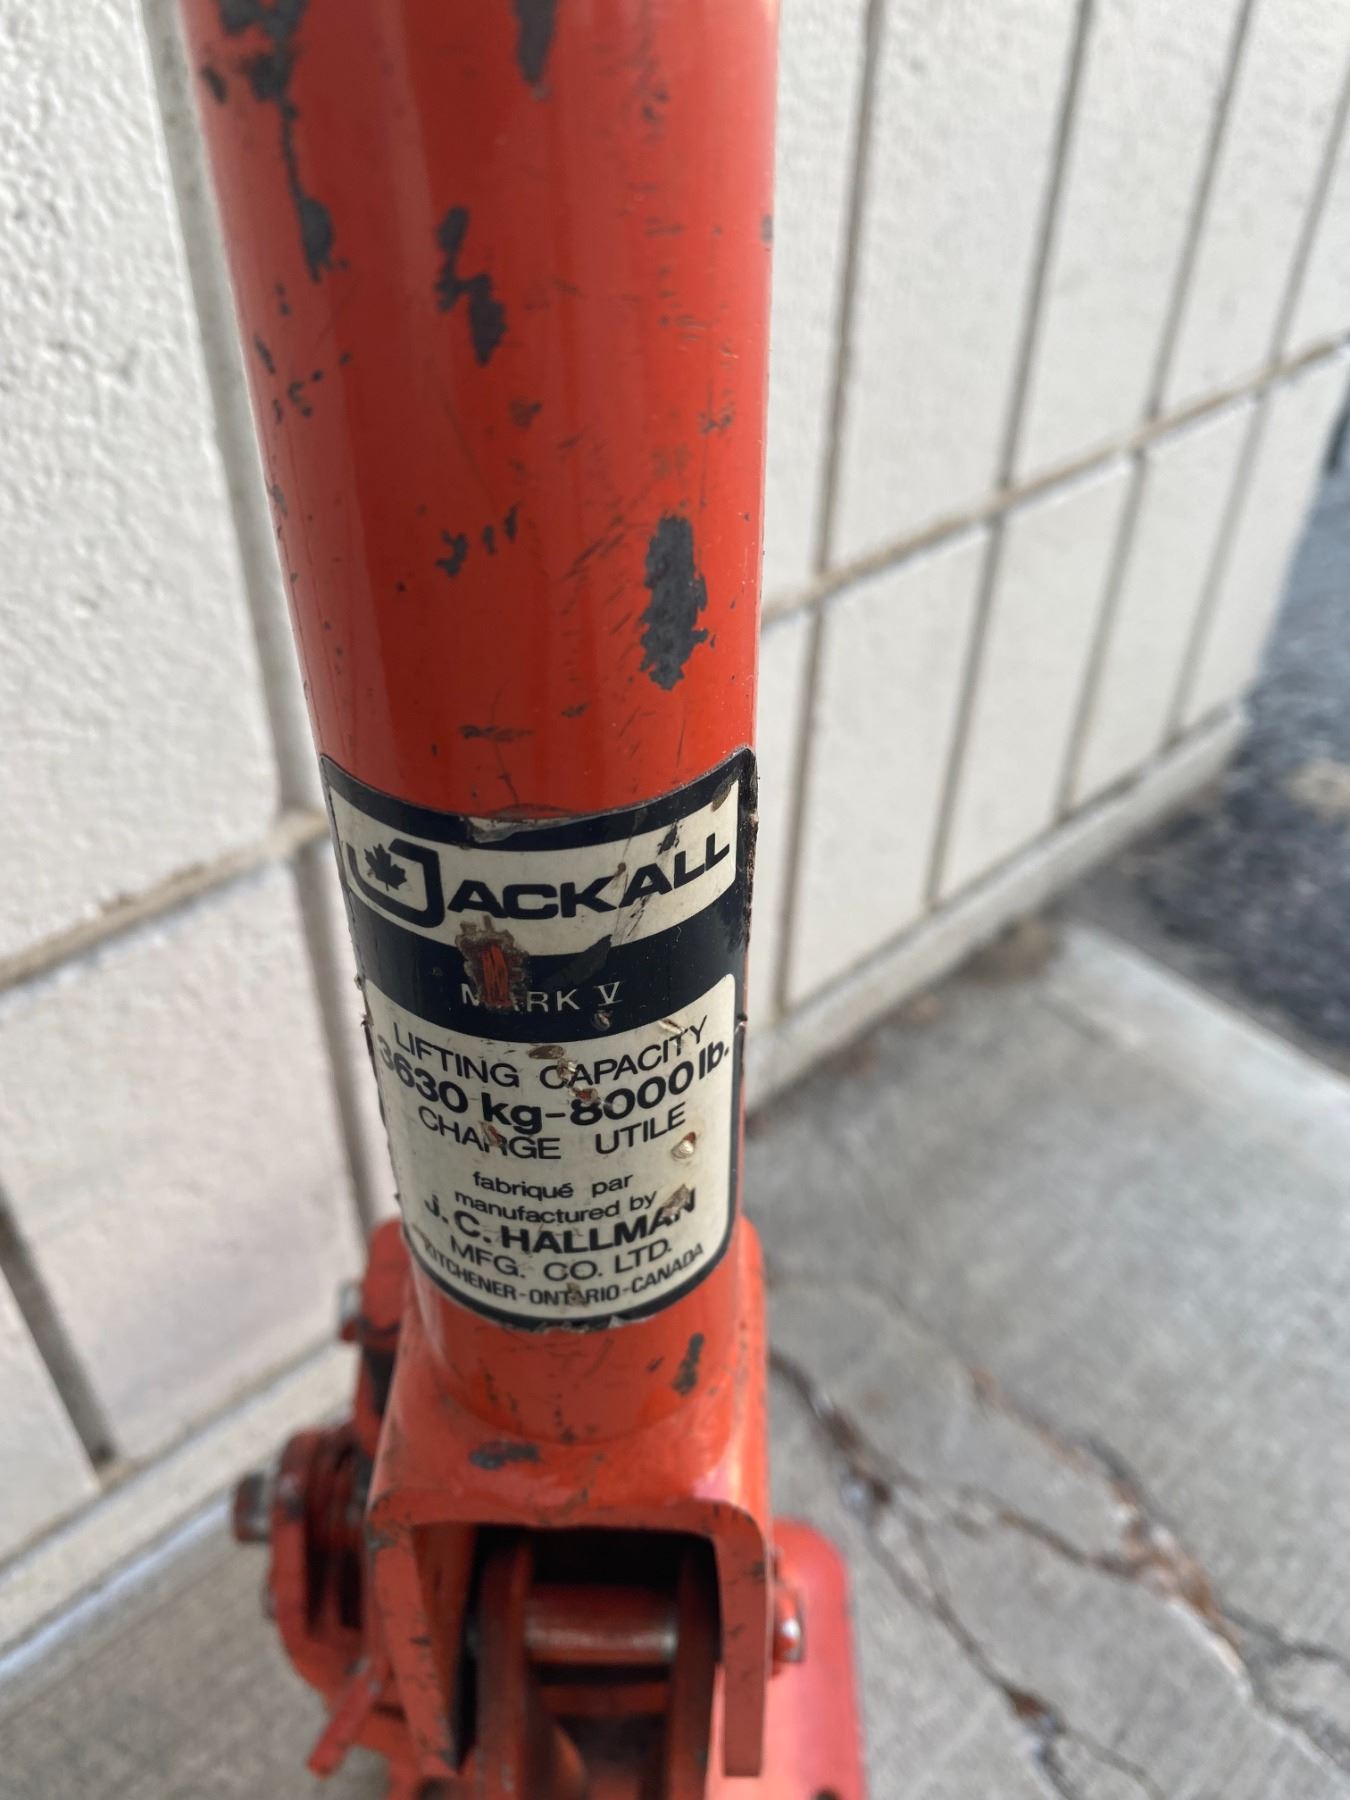 JACKALL
MARK V
LIFTING CAPACITY
3630 kg-8000 lb.
CHARGE UTILE
fabriqué par
manufactured by
J. C. HALLMAN
MFG. CO. LTD.
KITCHENER-ONTARIO-CANADA